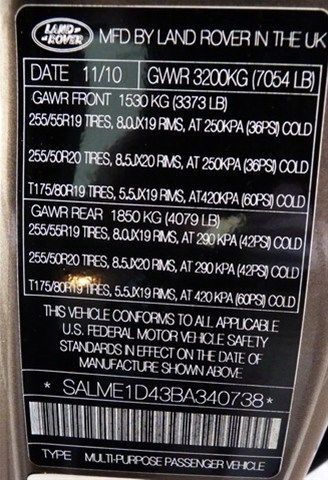 LAND-
ROVER
MFD BY LAND ROVER IN THE UK
DATE 11/10 GWWR 3200KG (7054 LB)
GAWR FRONT 1530 KG (3373 LB)
255/55R19 TIRES, 8.0JX19 RIMS, AT 250KPA (36PSI) COLD
255/50R20 TIRES, 8.5JX20 RIMS, AT 250KPA (36PSI) COLD
T175/80R19 TIRES, 5.5JX19 RIMS, AT420KPA (60PSI) COLD
GAWR REAR 1850 KG (4079 LB)
255/55R19 TIRES, 8.0JX19 RIMS, AT 290 KPA (42PSI) COLD
255/50R20 TIRES, 8.5JX20 RIMS, AT 290 KPA (42PSI) COLD
T175/80R19 TIRES, 5.5JX19 RIMS, AT 420 KPA (60PSI) COLD
THIS VEHICLE CONFORMS TO ALL APPLICABLE
U.S. FEDERAL MOTOR VEHICLE SAFETY
STANDARDS IN EFFECT ON THE DATE OF
MANUFACTURE SHOWN ABOVE
* SALME1D43BA340738 *
TYPE MULTI-PURPOSE PASSENGER VEHICLE